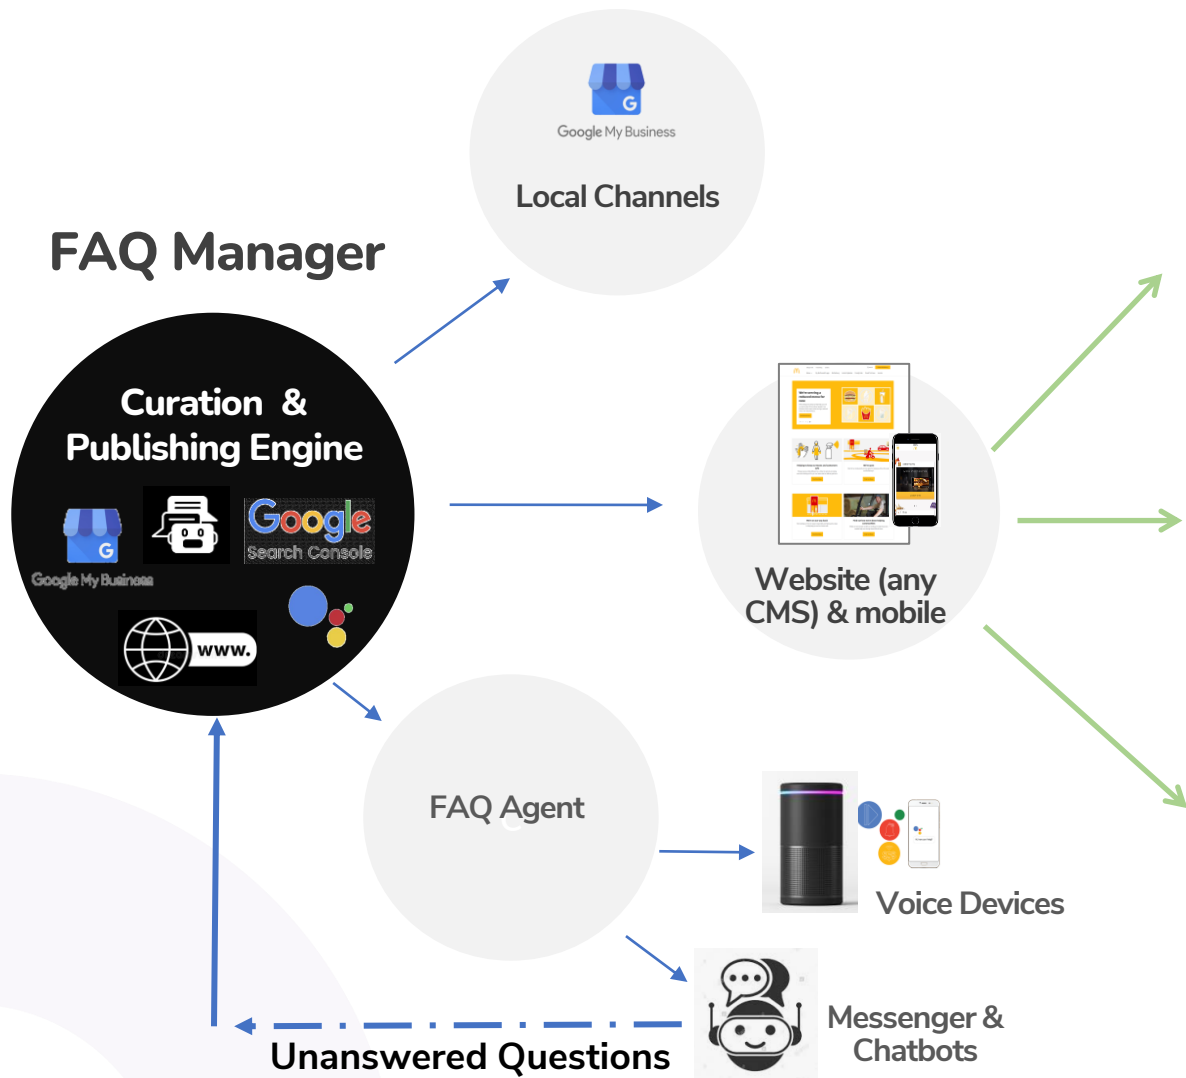 G
Google My Business
Local Channels
FAQ Manager
Curation & 
Publishing Engine
G
Google My Business
Google
Search Console
www.
Website (any
CMS) & mobile
FAQ Agent
Voice Devices
Messenger &
Chatbots
Unanswered Questions